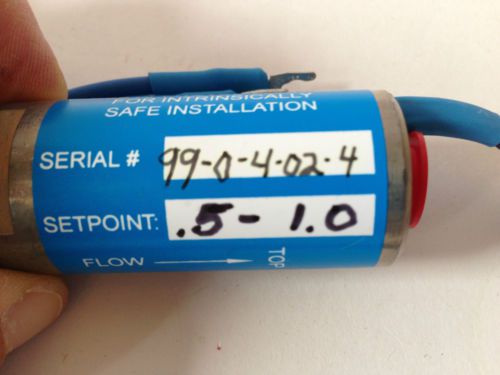 FOR INTRINSICALLY
SAFE INSTALLATION
SERIAL # 99-0-4-02-4
SETPOINT: .5 - 1.0
FLOW
TOP